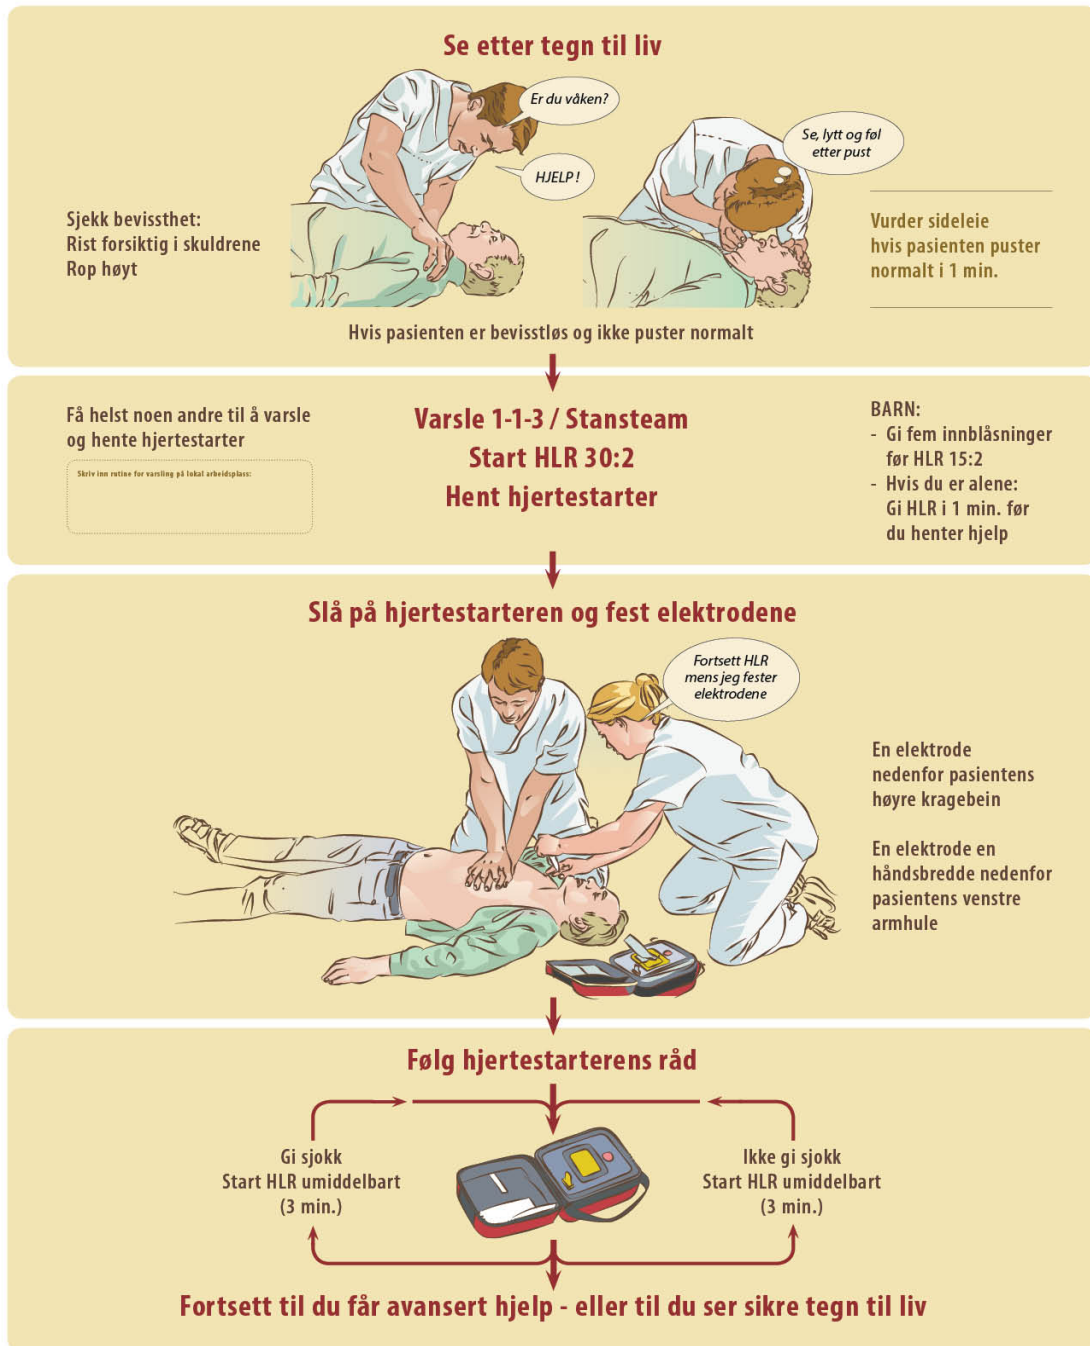 Se etter tegn til liv
Er du våken?
HJELP !
Se, lytt og føl
etter pust
Sjekk bevissthet:
Rist forsiktig i skuldrene
Rop høyt
Vurder sideleie
hvis pasienten puster
normalt i 1 min.
Hvis pasienten er bevisstløs og ikke puster normalt
Få helst noen andre til å varsle
og hente hjertestarter
Skriv inn rutine for varsling på lokal arbeidsplass:
Varsle 1-1-3 / Stansteam
Start HLR 30:2
Hent hjertestarter
BARN:
- Gi fem innblåsninger
før HLR 15:2
- Hvis du er alene:
Gi HLR i 1 min. før
du henter hjelp
Slå på hjertestarteren og fest elektrodene
Fortsett HLR
mens jeg fester
elektrodene
En elektrode
nedenfor pasientens
høyre kragebein
En elektrode en
håndsbredde nedenfor
pasientens venstre
armhule
Følg hjertestarterens råd
Gi sjokk
Start HLR umiddelbart
(3 min.)
Ikke gi sjokk
Start HLR umiddelbart
(3 min.)
Fortsett til du får avansert hjelp - eller til du ser sikre tegn til liv